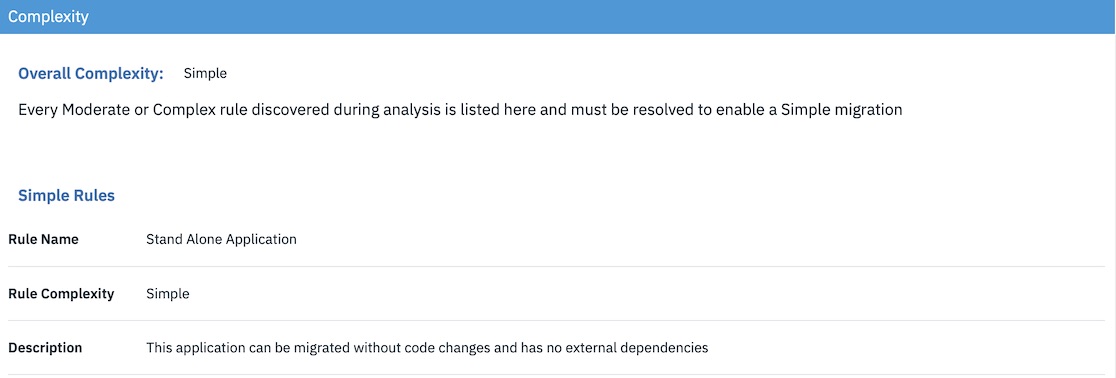 Complexity
Overall Complexity: Simple
Every Moderate or Complex rule discovered during analysis is listed here and must be resolved to enable a Simple migration
Simple Rules
Rule Name Stand Alone Application
Rule Complexity Simple
Description This application can be migrated without code changes and has no external dependencies